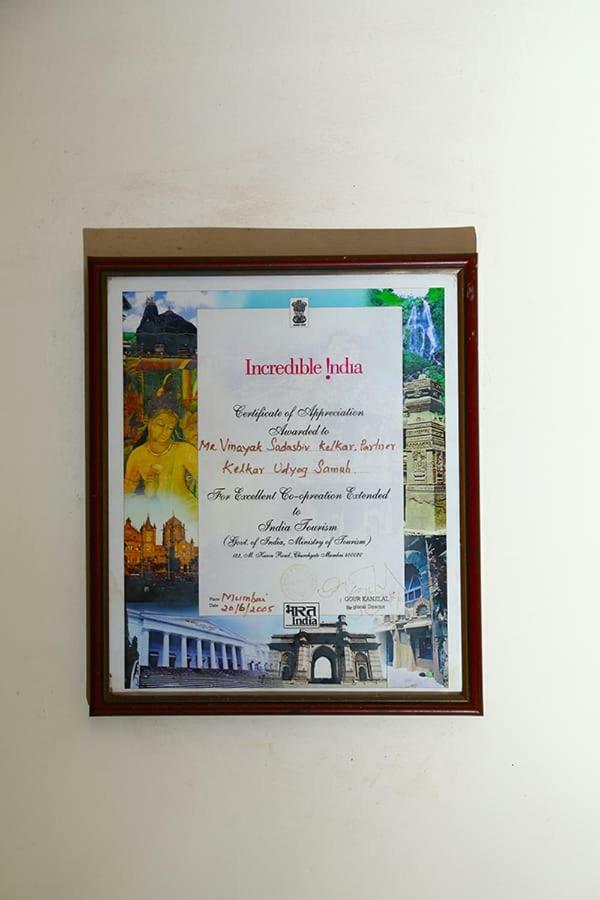 Incredible !ndia
Certificate of Appreciation
Awarded to
Mr. Vinayak Sadashiv Kelkar. Partner
Kelkar Udyog Samuh.
For Excellent Co-opreation Extended
to
India Tourism
(Govt. of India, Ministry of Tourism)
123, M. Karve Road, Churchgate Mumbai 400020
Place Mumbai
Date 20/6/2005
GOUR KANJILAL
Regional Director
भारत
India